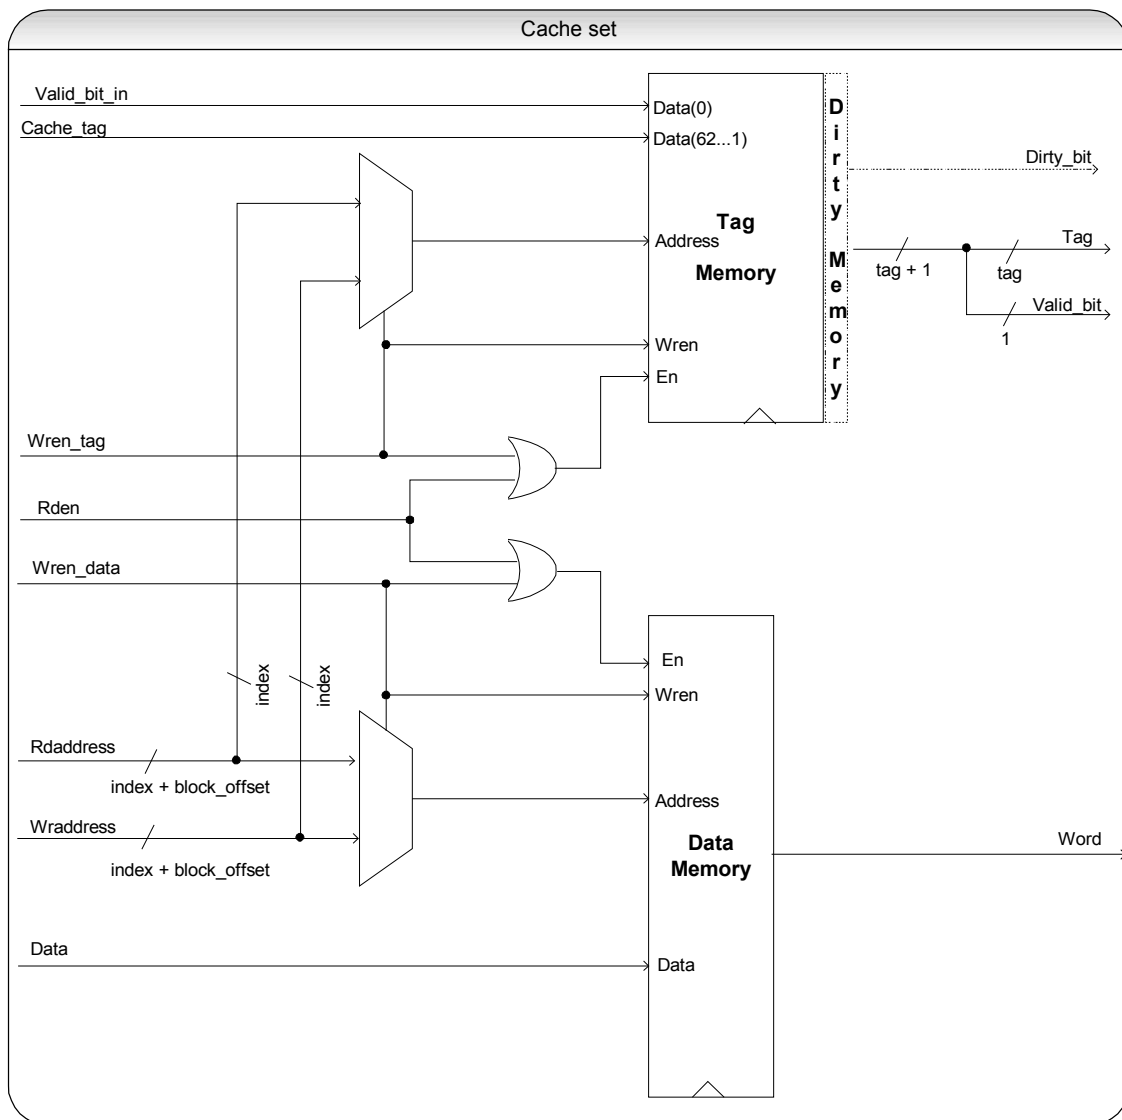 Cache set
Valid_bit_in
Cache_tag
Data(0)
Data(62...1)
Dirty Memory
Dirty_bit
Tag
Memory
Address
Tag
tag + 1
tag
Valid_bit
1
Wren
En
Wren_tag
Rden
Wren_data
index
index
En
Wren
Rdaddress
index + block_offset
Address
Wraddress
index + block_offset
Data
Memory
Word
Data
Data